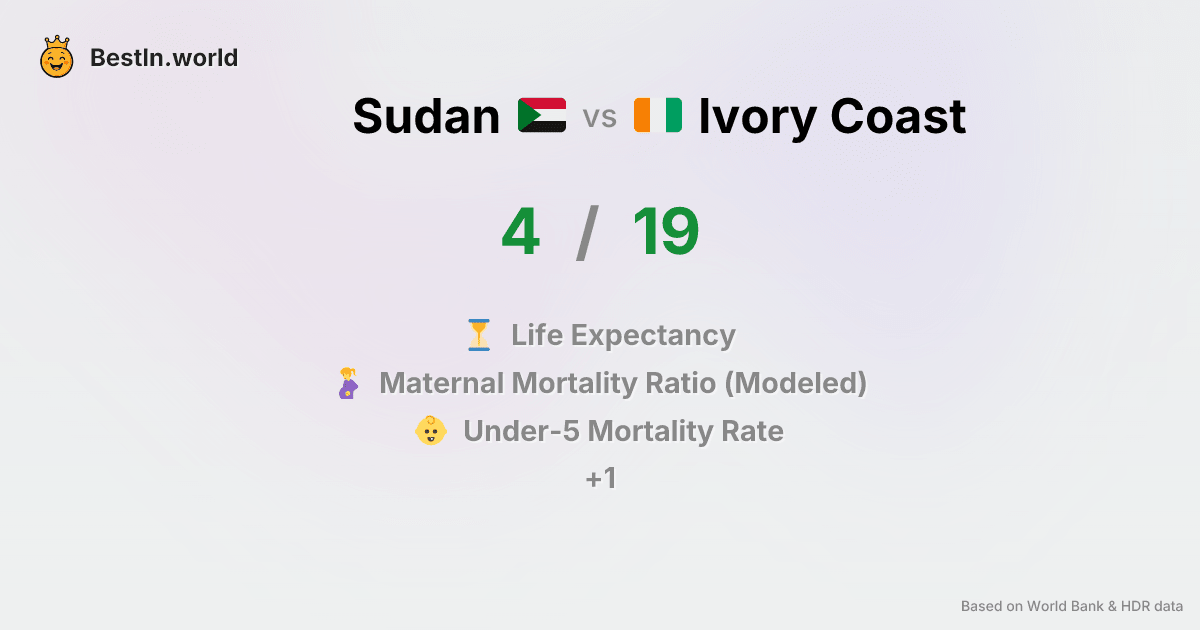 BestIn.world
Sudan vs Ivory Coast
4 / 19
Life Expectancy
Maternal Mortality Ratio (Modeled)
Under-5 Mortality Rate
+1
Based on World Bank & HDR data